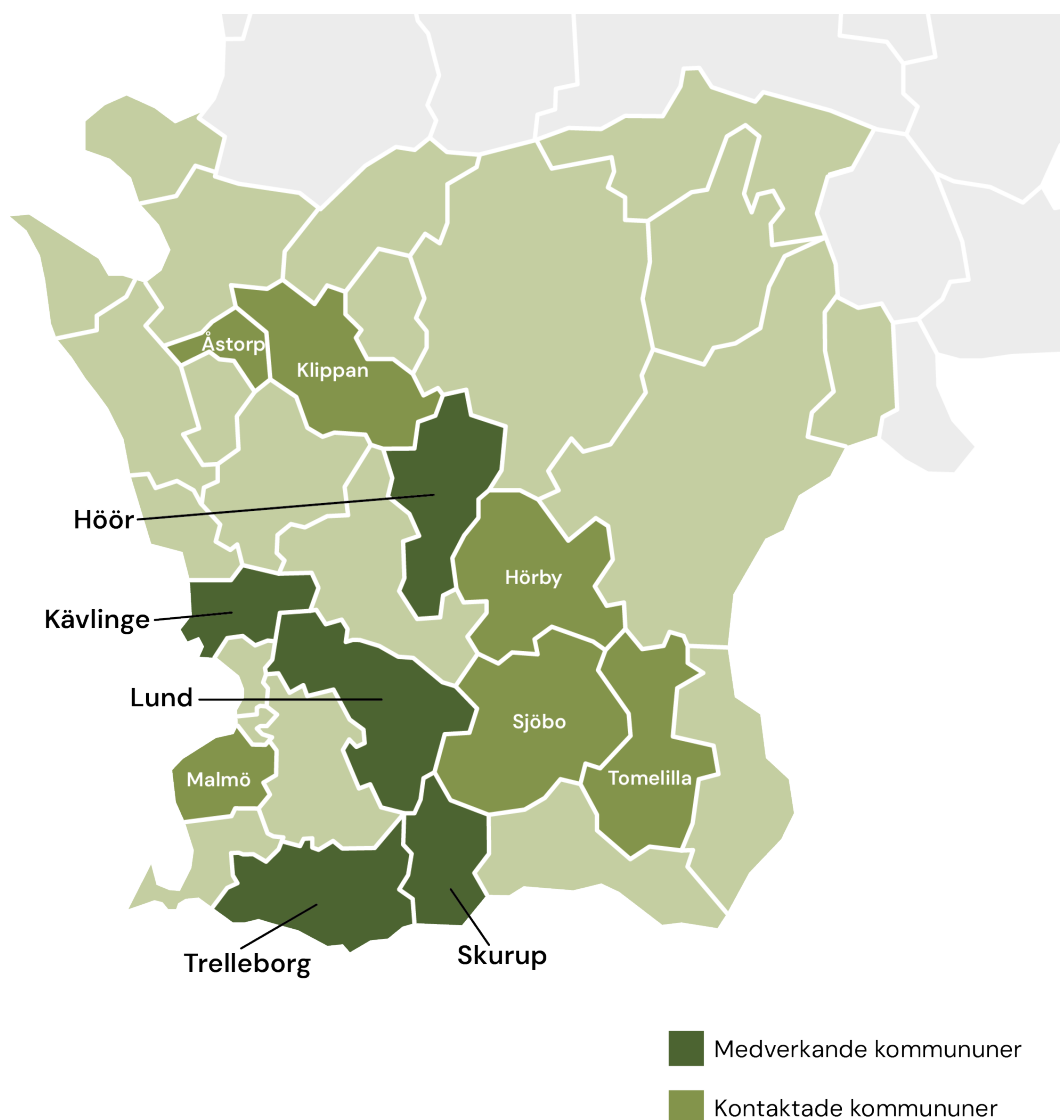 Åstorp
Klippan
Höör
Hörby
Kävlinge
Lund
Sjöbo
Malmö
Tomelilla
Trelleborg
Skurup
Medverkande kommununer
Kontaktade kommununer